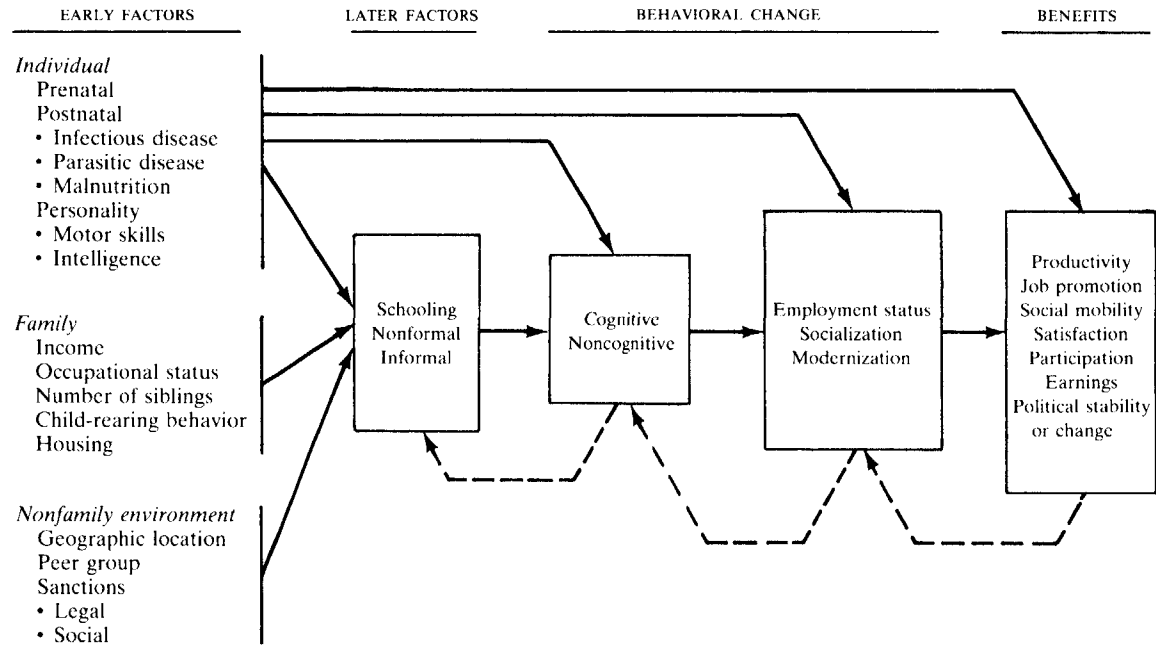 EARLY FACTORS
LATER FACTORS
BEHAVIORAL CHANGE
BENEFITS
Individual
Prenatal
Postnatal
• Infectious disease
• Parasitic disease
• Malnutrition
Personality
• Motor skills
• Intelligence
Family
Income
Occupational status
Number of siblings
Child-rearing behavior
Housing
Nonfamily environment
Geographic location
Peer group
Sanctions
• Legal
• Social
Schooling
Nonformal
Informal
Cognitive
Noncognitive
Employment status
Socialization
Modernization
Productivity
Job promotion
Social mobility
Satisfaction
Participation
Earnings
Political stability
or change